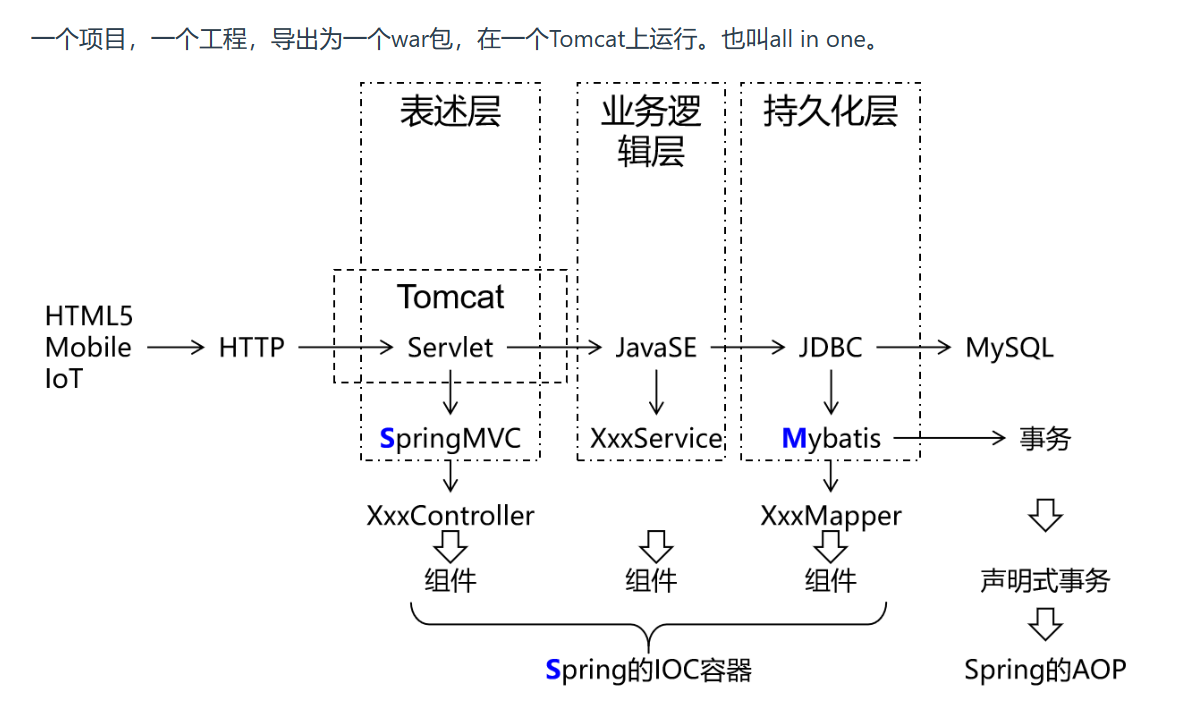 一个项目，一个工程，导出为一个war包，在一个Tomcat上运行。也叫all in one。
表述层
业务逻
辑层
持久化层
Tomcat
HTML5
Mobile
IoT
HTTP
Servlet
JavaSE
JDBC
MySQL
SpringMVC
XxxService
Mybatis
事务
XxxController
XxxMapper
组件
组件
组件
声明式事务
Spring的IOC容器
Spring的AOP